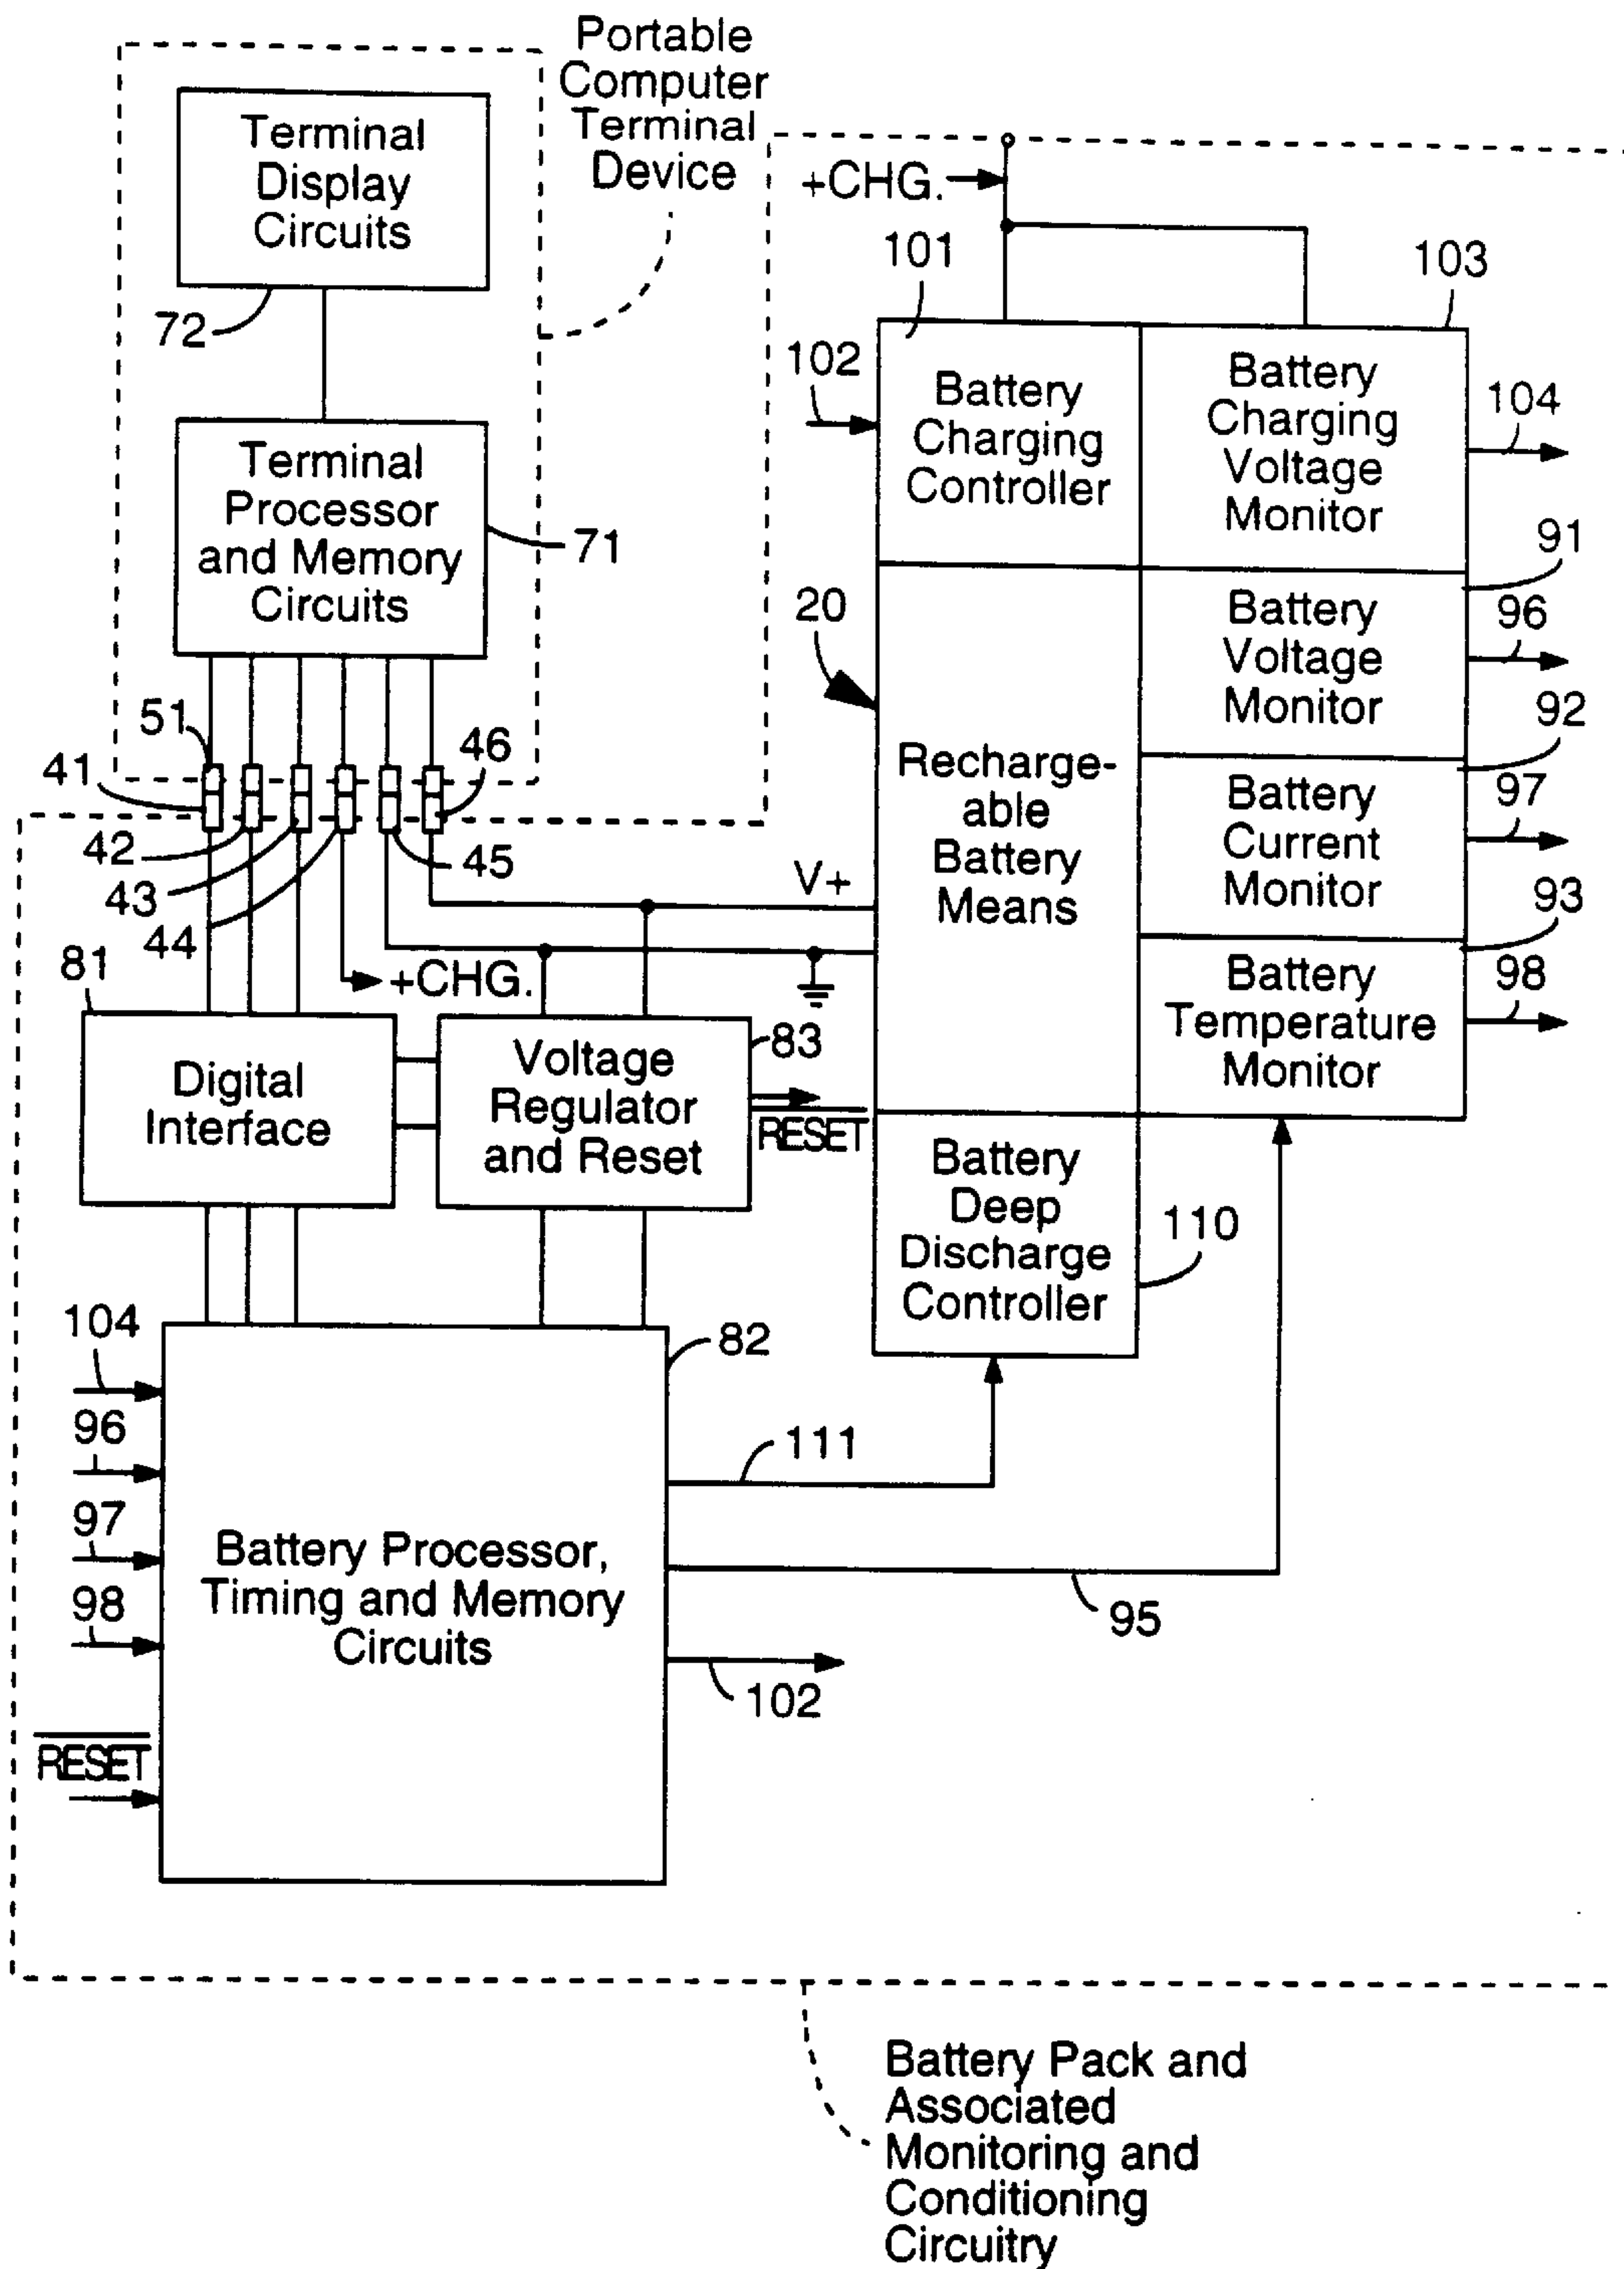 Portable
Computer
Terminal
Device
Terminal
Display
Circuits
72
Terminal
Processor
and Memory
Circuits
71
51
41
42
43
44
45
46
+CHG.
V+
+CHG.
101
102
103
Battery
Charging
Controller
Battery
Charging
Voltage
Monitor
104
91
20
Battery
Voltage
Monitor
96
92
Recharge-
able
Battery
Means
Battery
Current
Monitor
97
93
Battery
Temperature
Monitor
98
81
Digital
Interface
Voltage
Regulator
and Reset
83
RESET
Battery
Deep
Discharge
Controller
110
104
96
97
98
RESET
82
Battery Processor,
Timing and Memory
Circuits
111
95
102
Battery Pack and
Associated
Monitoring and
Conditioning
Circuitry